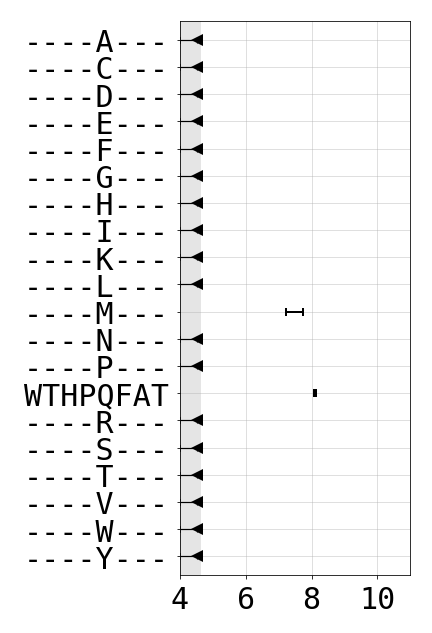 ----A---
----C---
----D---
----E---
----F---
----G---
----H---
----I---
----K---
----L---
----M---
----N---
----P---
WTHPQFAT
----R---
----S---
----T---
----V---
----W---
----Y---
4 6 8 10